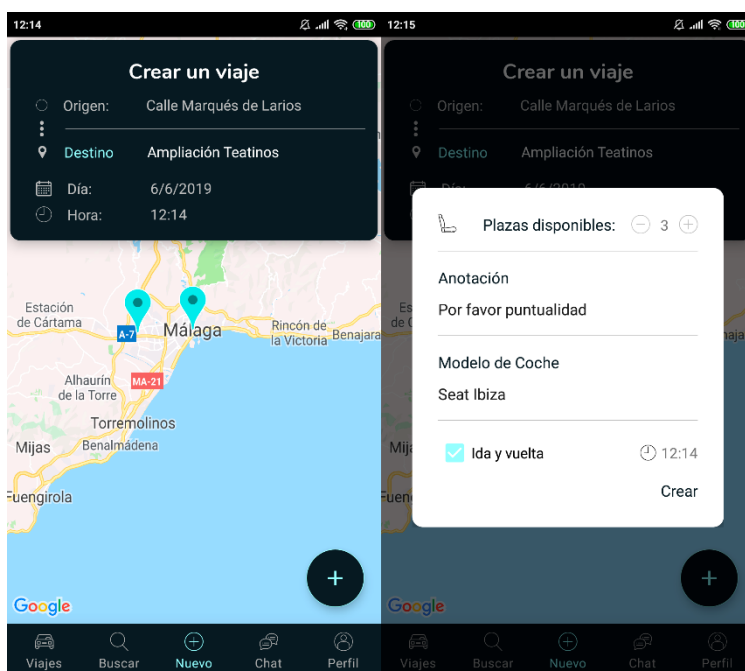 12:14
100
Crear un viaje
Origen: Calle Marqués de Larios
Destino Ampliación Teatinos
Día: 6/6/2019
Hora: 12:14
Estación
de Cártama
A-7
Málaga
Rincón de
la Victoria
Benajara
Alhaurín
de la Torre
MA-21
Torremolinos
Mijas
Benalmádena
Fuengirola
+
Google
Viajes
Buscar
Nuevo
Chat
Perfil
12:15
100
Crear un viaje
Origen: Calle Marqués de Larios
Destino Ampliación Teatinos
Día: 6/6/2019
Plazas disponibles: 3
Anotación
Por favor puntualidad
Modelo de Coche
Seat Ibiza
Ida y vuelta 12:14
Crear
+
Google
Viajes
Buscar
Nuevo
Chat
Perfil